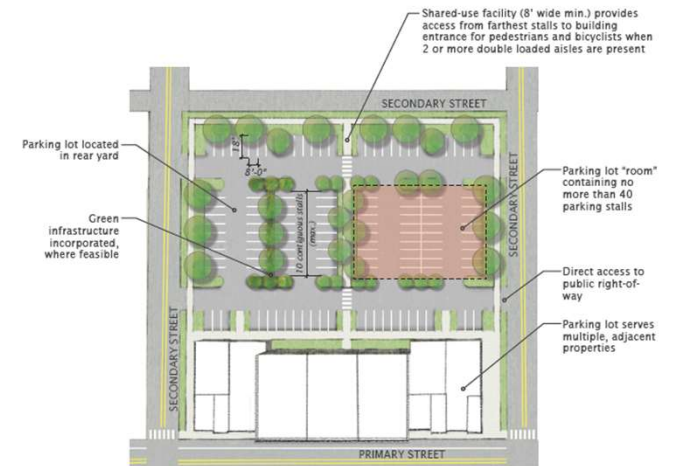 Shared-use facility (8' wide min.) provides
access from farthest stalls to building
entrance for pedestrians and bicyclists when
2 or more double loaded aisles are present
SECONDARY STREET
Parking lot located
in rear yard
18'
8'-0"
Green
infrastructure
incorporated,
where feasible
10 contiguous stalls
(max.)
SECONDARY STREET
Parking lot "room"
containing no
more than 40
parking stalls
Direct access to
public right-of-
way
SECONDARY STREET
Parking lot serves
multiple, adjacent
properties
PRIMARY STREET